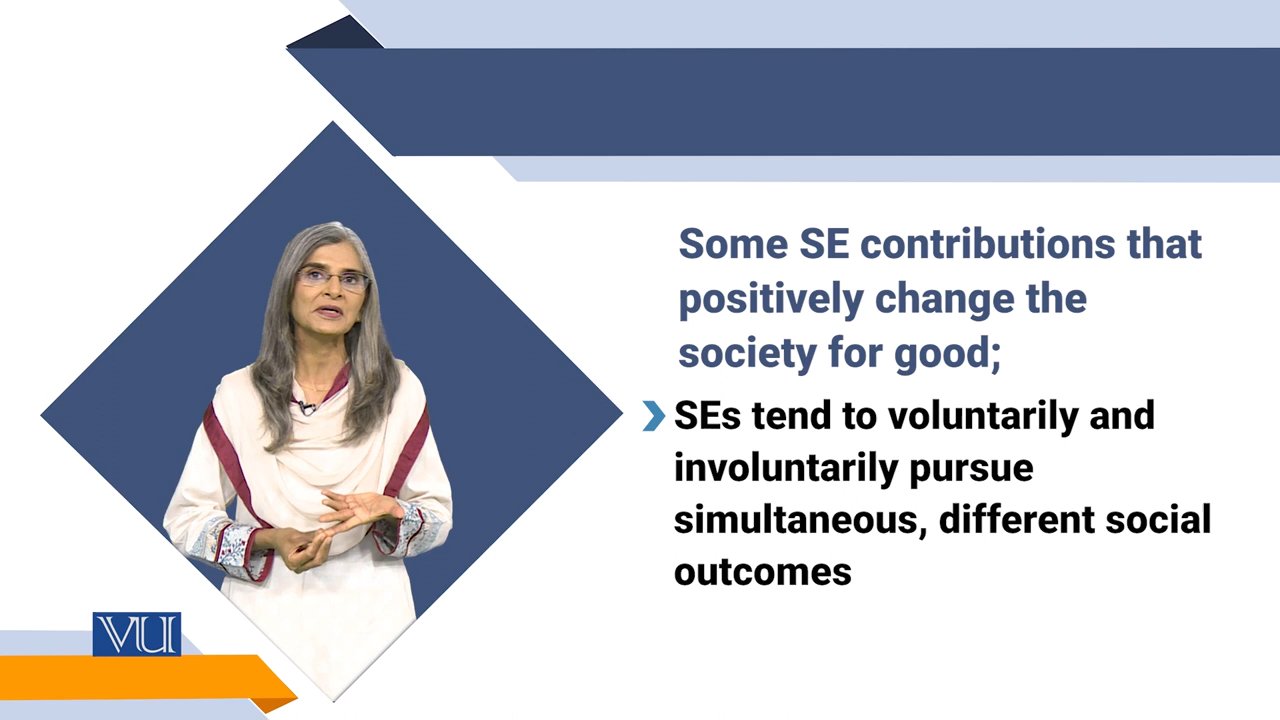 Some SE contributions that
positively change the
society for good;
SEs tend to voluntarily and
involuntarily pursue
simultaneous, different social
outcomes
VU